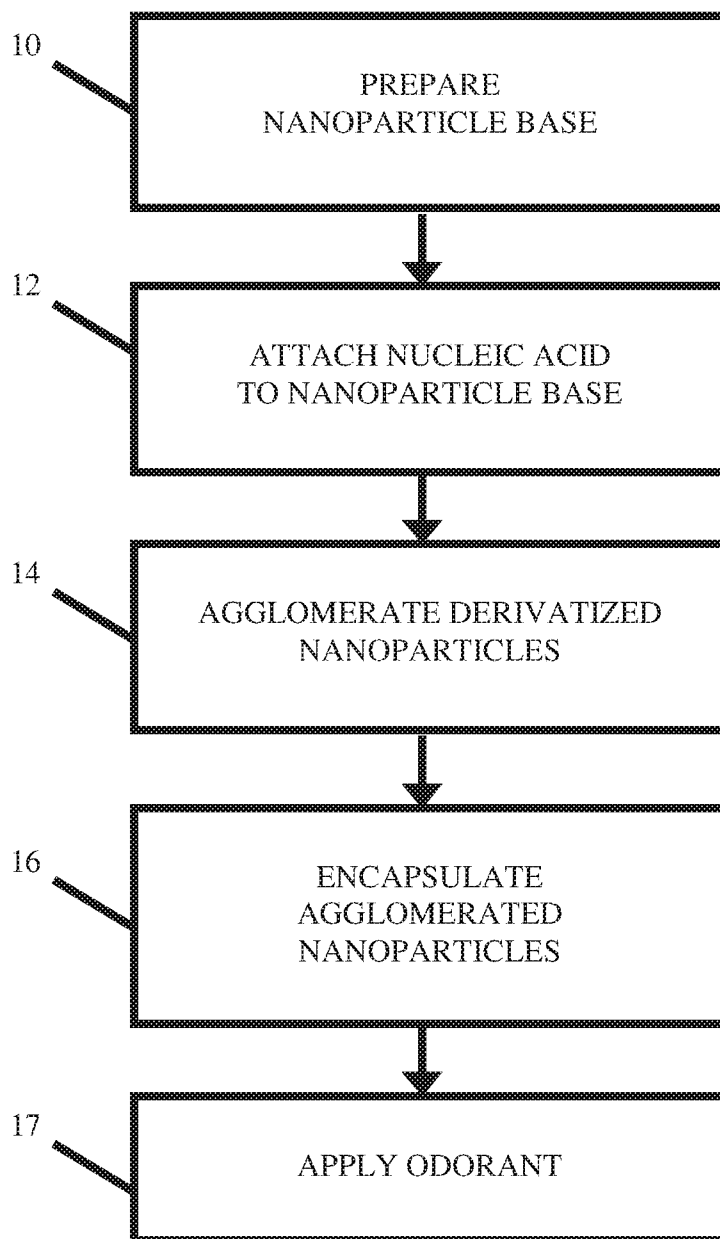 10
PREPARE
NANOPARTICLE BASE
12
ATTACH NUCLEIC ACID
TO NANOPARTICLE BASE
14
AGGLOMERATE DERIVATIZED
NANOPARTICLES
16
ENCAPSULATE
AGGLOMERATED
NANOPARTICLES
17
APPLY ODORANT